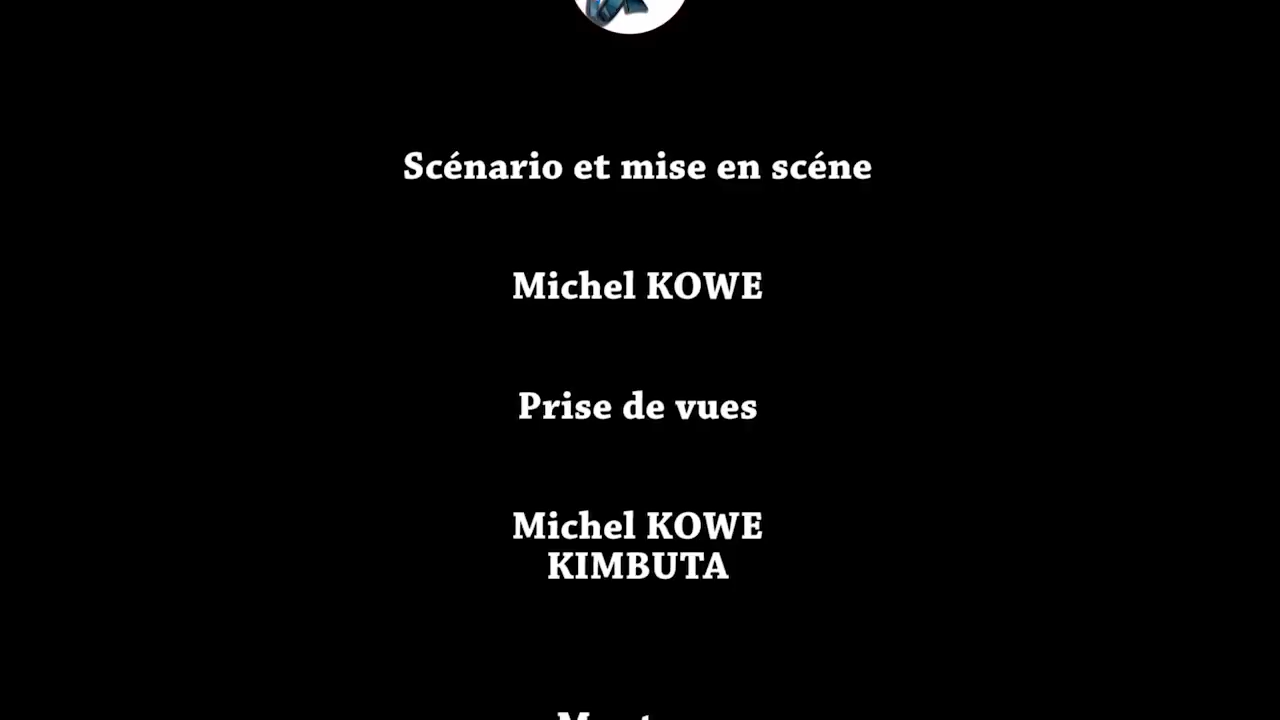 Scénario et mise en scéne
Michel KOWE
Prise de vues
Michel KOWE
KIMBUTA